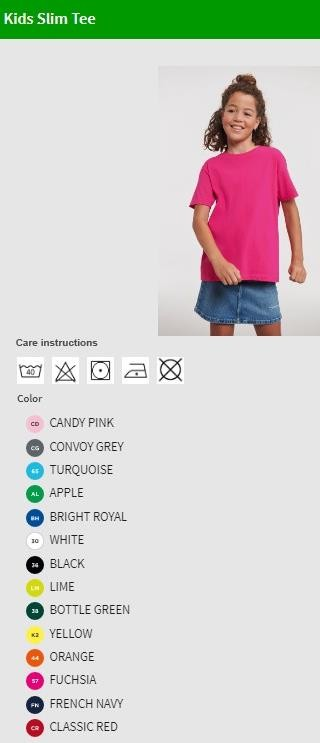 Kids Slim Tee
Care instructions
40
Color
CD CANDY PINK
CG CONVOY GREY
65 TURQUOISE
AL APPLE
EH BRIGHT ROYAL
30 WHITE
36 BLACK
LM LIME
38 BOTTLE GREEN
K2 YELLOW
44 ORANGE
57 FUCHSIA
FN FRENCH NAVY
CR CLASSIC RED